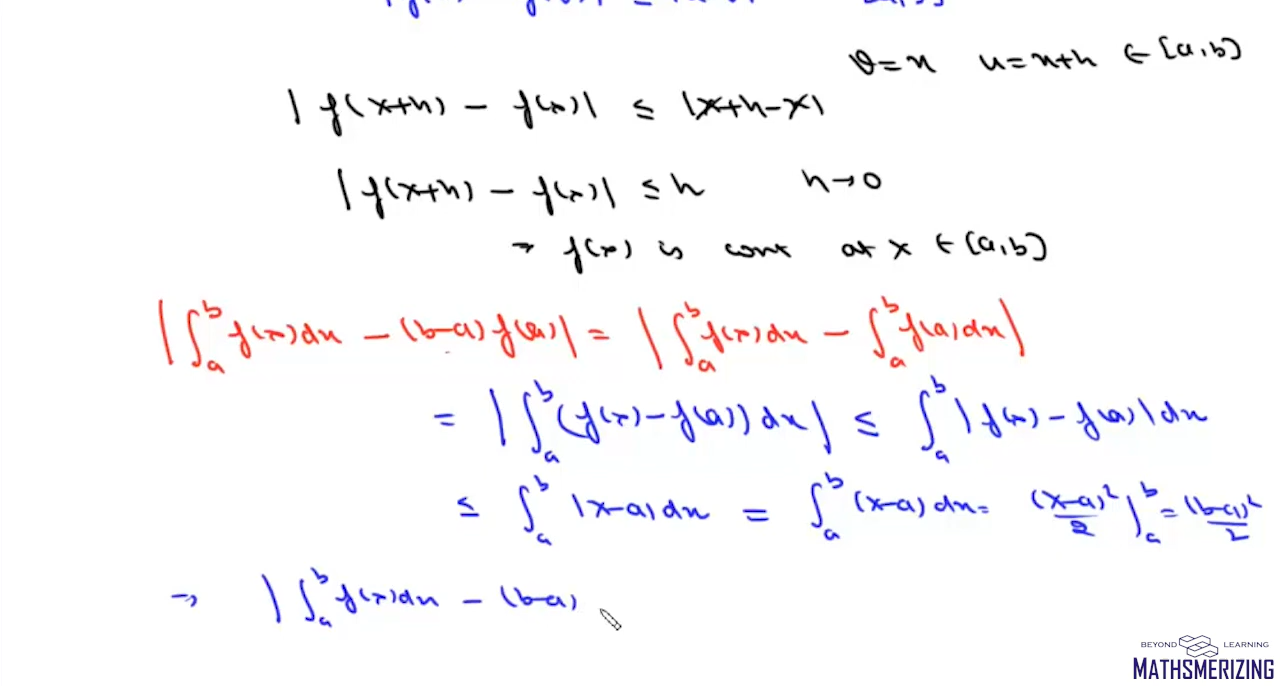 v = x u = x+h ∈ [a,b]
|f(x+h) − f(x)| ≤ |x+h−x|
|f(x+h) − f(x)| ≤ h h→0
⇒ f(x) is cont at x ∈ [a,b]
|∫_a^b f(x)dx − (b−a)f(a)| = |∫_a^b f(x)dx − ∫_a^b f(a)dx|
= |∫_a^b (f(x)−f(a))dx| ≤ ∫_a^b |f(x)−f(a)|dx
≤ ∫_a^b |x−a|dx = ∫_a^b (x−a)dx = (x−a)²/2 |_a^b = (b−a)²/2
⇒ |∫_a^b f(x)dx − (b−a)
BEYOND LEARNING
MATHSMERIZING